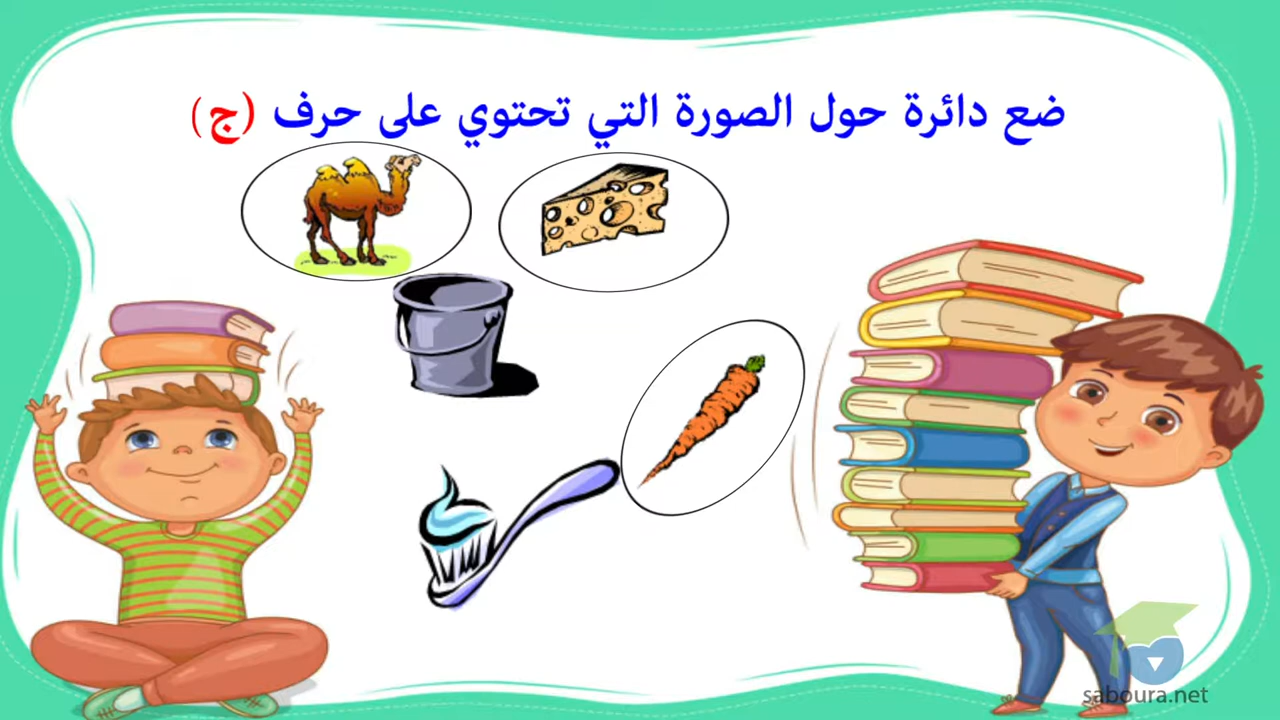 ضع دائرة حول الصورة التي تحتوي على حرف (ج)
saboura.net